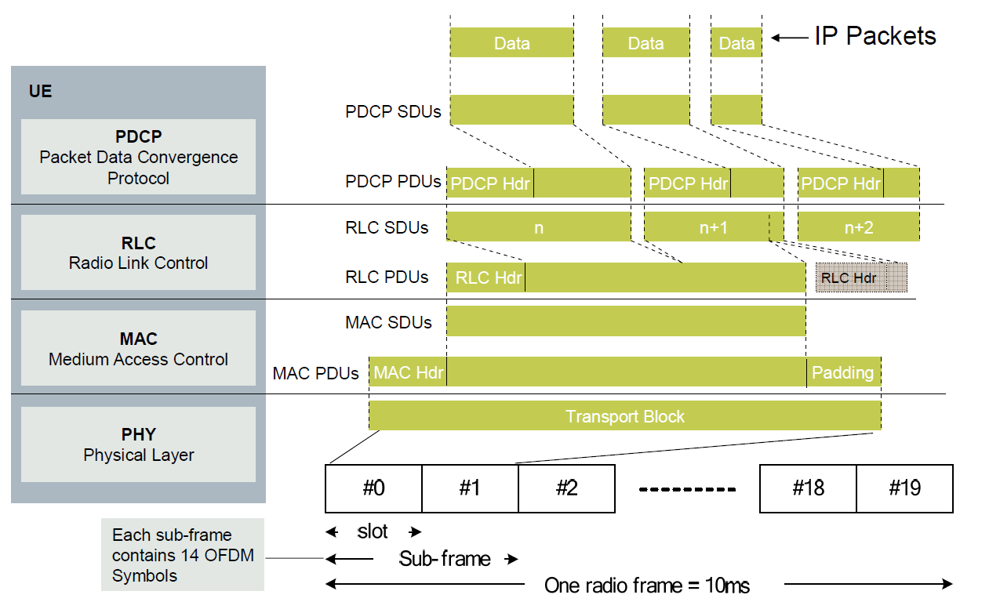 Data Data Data IP Packets
UE
PDCP SDUs
PDCP
Packet Data Convergence
Protocol
PDCP PDUs PDCP Hdr PDCP Hdr PDCP Hdr
RLC SDUs n n+1 n+2
RLC
Radio Link Control
RLC PDUs RLC Hdr RLC Hdr
MAC SDUs
MAC
Medium Access Control
MAC PDUs MAC Hdr Padding
Transport Block
PHY
Physical Layer
#0 #1 #2 #18 #19
slot
Each sub-frame
contains 14 OFDM
Symbols
Sub-frame
One radio frame = 10ms